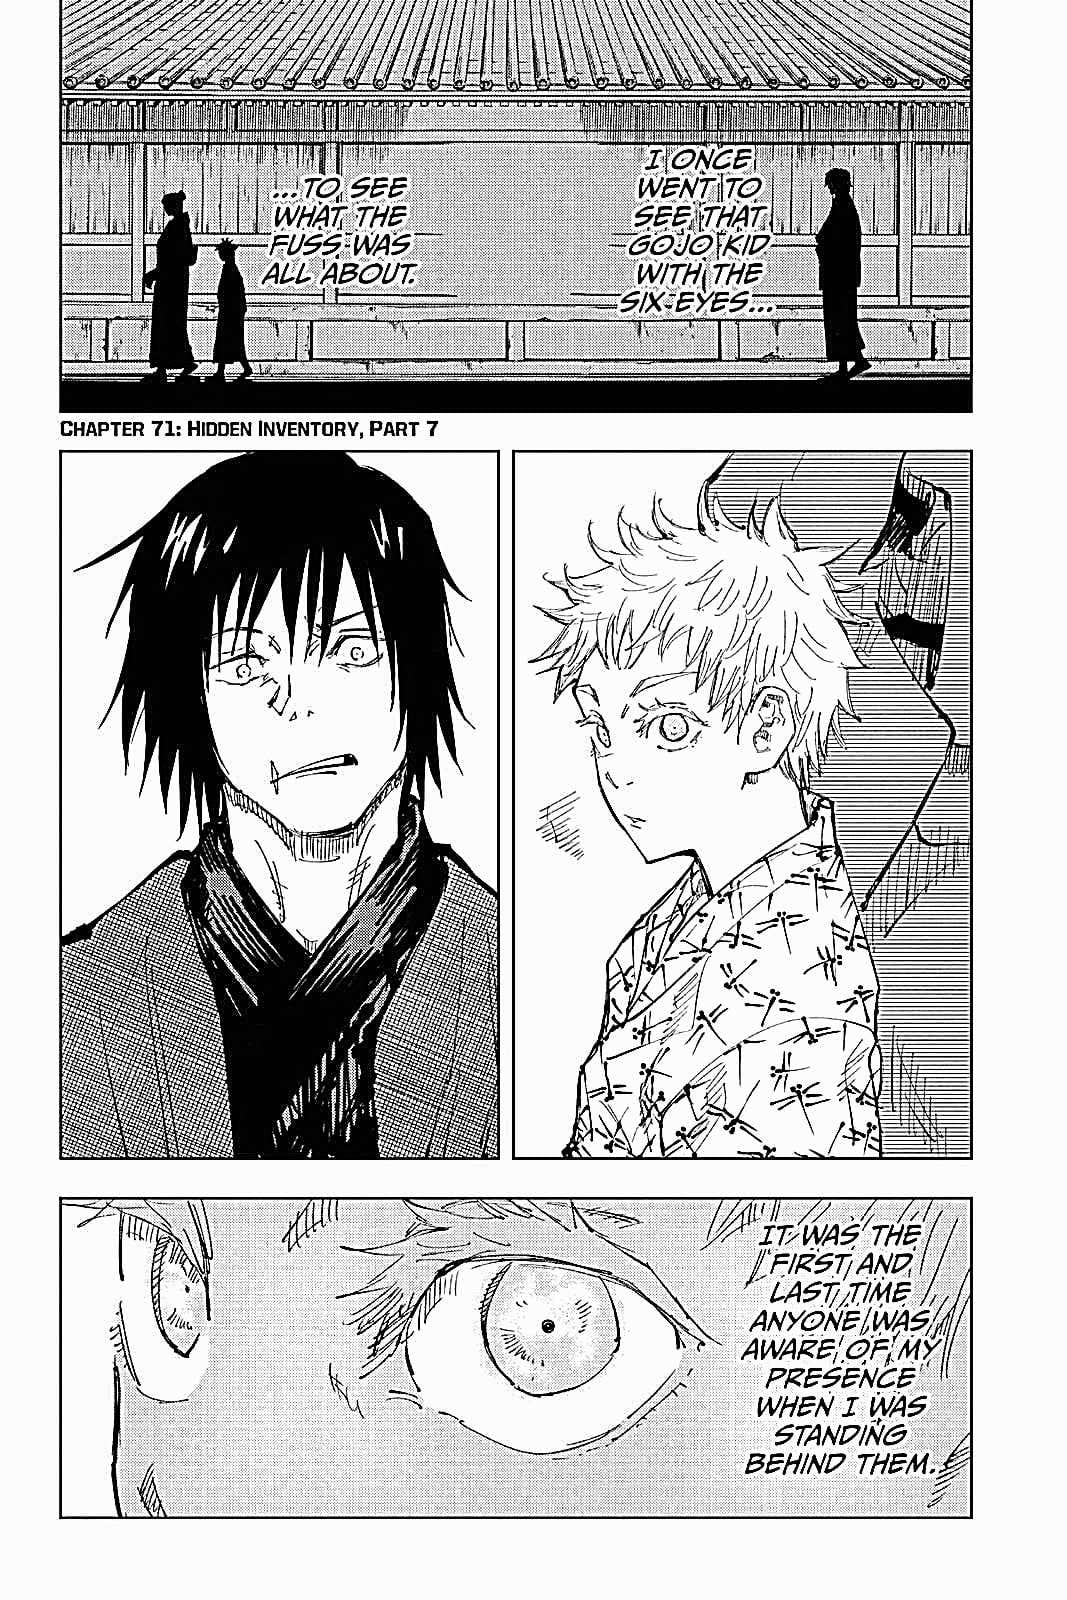 I ONCE
WENT TO
SEE THAT
GOJO KID
WITH THE
SIX EYES...
...TO SEE
WHAT THE
FUSS WAS
ALL ABOUT.
CHAPTER 71: HIDDEN INVENTORY, PART 7
IT WAS THE
FIRST AND
LAST TIME
ANYONE WAS
AWARE OF MY
PRESENCE
WHEN I WAS
STANDING
BEHIND THEM.